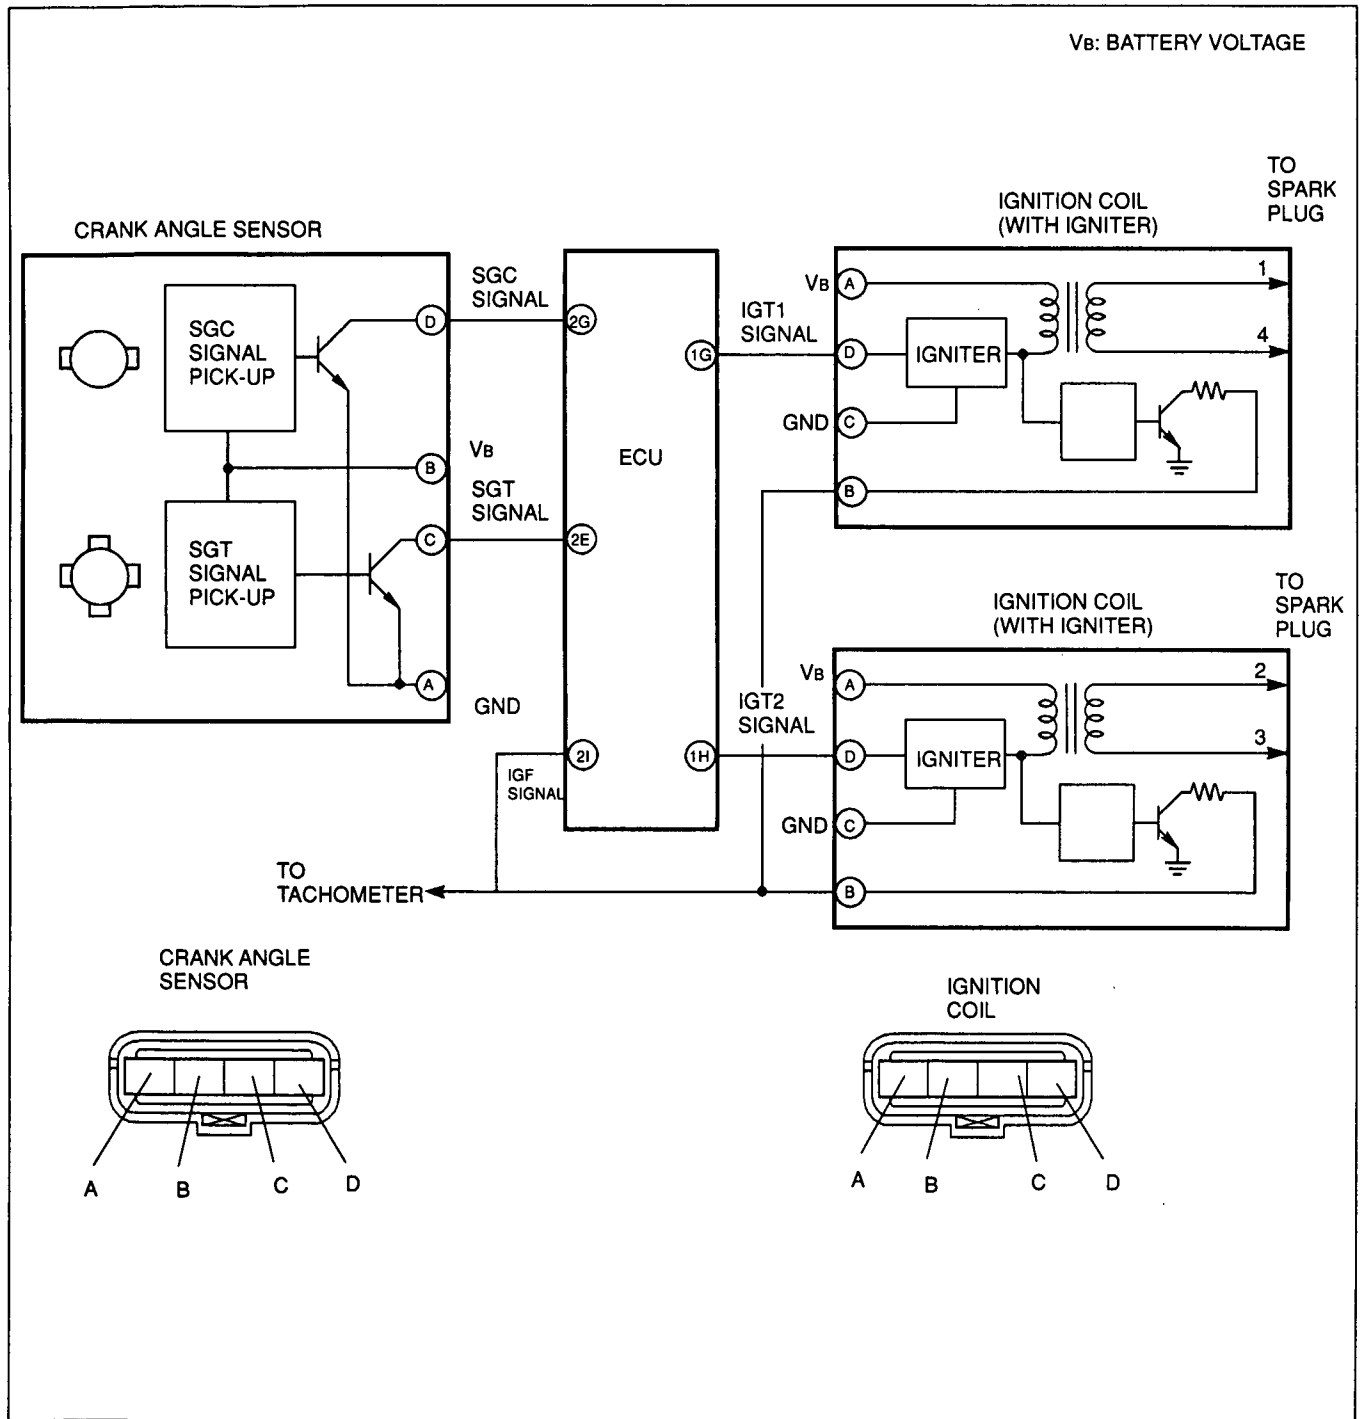 VB: BATTERY VOLTAGE
TO
SPARK
PLUG
IGNITION COIL
(WITH IGNITER)
CRANK ANGLE SENSOR
SGC
SIGNAL
PICK-UP
D
SGC
SIGNAL
2G
B
VB
SGT
SIGNAL
PICK-UP
C
SGT
SIGNAL
2E
A
GND
ECU
1G
IGT1
SIGNAL
VB
A
D
IGNITER
GND
C
B
1
4
TO
SPARK
PLUG
IGNITION COIL
(WITH IGNITER)
2I
IGF
SIGNAL
1H
IGT2
SIGNAL
VB
A
D
IGNITER
GND
C
B
2
3
TO
TACHOMETER
CRANK ANGLE
SENSOR
A
B
C
D
IGNITION
COIL
A
B
C
D